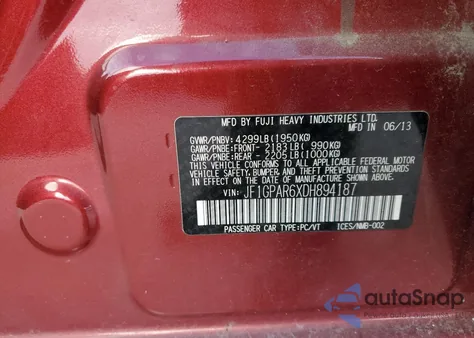 MFD BY FUJI HEAVY INDUSTRIES LTD.
MFD IN 06/13
GVWR/PNBV: 4299LB(1950KG)
GAWR/PNBE:FRONT- 2183LB( 990KG)
GAWR/PNBE:REAR - 2205LB(1000KG)
THIS VEHICLE CONFORMS TO ALL APPLICABLE FEDERAL MOTOR
VEHICLE SAFETY, BUMPER, AND THEFT PREVENTION STANDARDS
IN EFFECT ON THE DATE OF MANUFACTURE SHOWN ABOVE.
VIN: JF1GPAR6XDH894187
PASSENGER CAR TYPE:PC/VT ICES/NMB-002
autoSnap